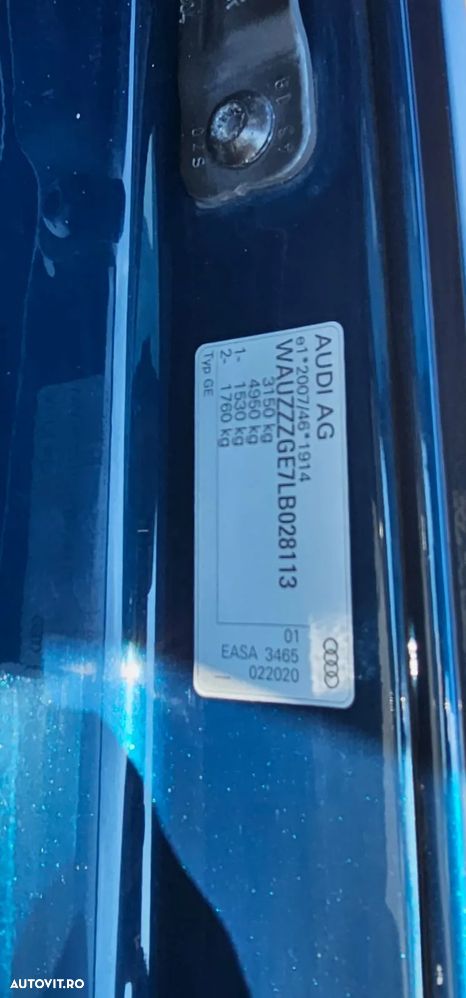 AUDI AG
e1*2007/46*1914
WAUZZZGE7LB028113
3150 kg
4950 kg
1- 1530 kg
2- 1760 kg
Typ GE
01
EASA 3465
022020
AUTOVIT.RO